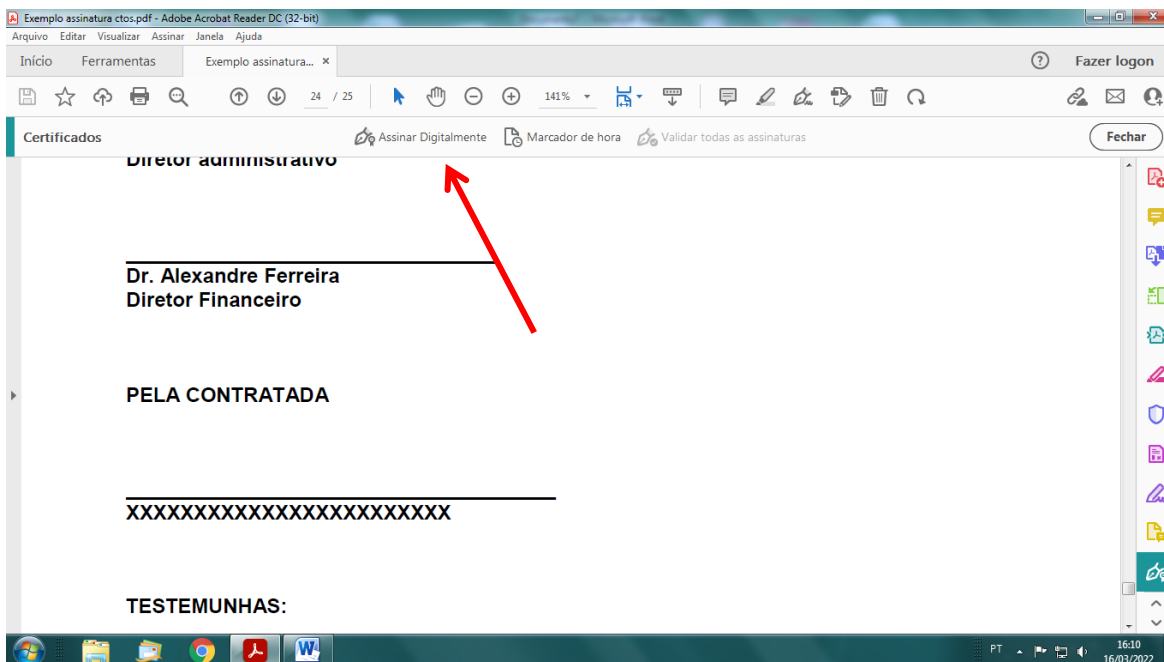 Exemplo assinatura ctos.pdf - Adobe Acrobat Reader DC (32-bit)
Arquivo Editar Visualizar Assinar Janela Ajuda
Início Ferramentas Exemplo assinatura... × Fazer logon
24 / 25 141%
Certificados Assinar Digitalmente Marcador de hora Validar todas as assinaturas Fechar
Diretor administrativo
Dr. Alexandre Ferreira
Diretor Financeiro
PELA CONTRATADA
XXXXXXXXXXXXXXXXXXXXXXXX
TESTEMUNHAS:
PT 16:10
16/03/2022